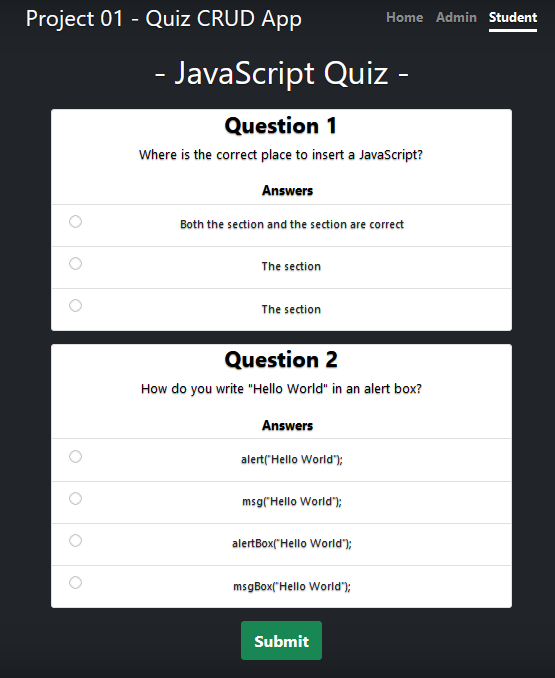 Project 01 - Quiz CRUD App
Home Admin Student
- JavaScript Quiz -
Question 1
Where is the correct place to insert a JavaScript?
Answers
Both the section and the section are correct
The section
The section
Question 2
How do you write "Hello World" in an alert box?
Answers
alert("Hello World");
msg("Hello World");
alertBox("Hello World");
msgBox("Hello World");
Submit